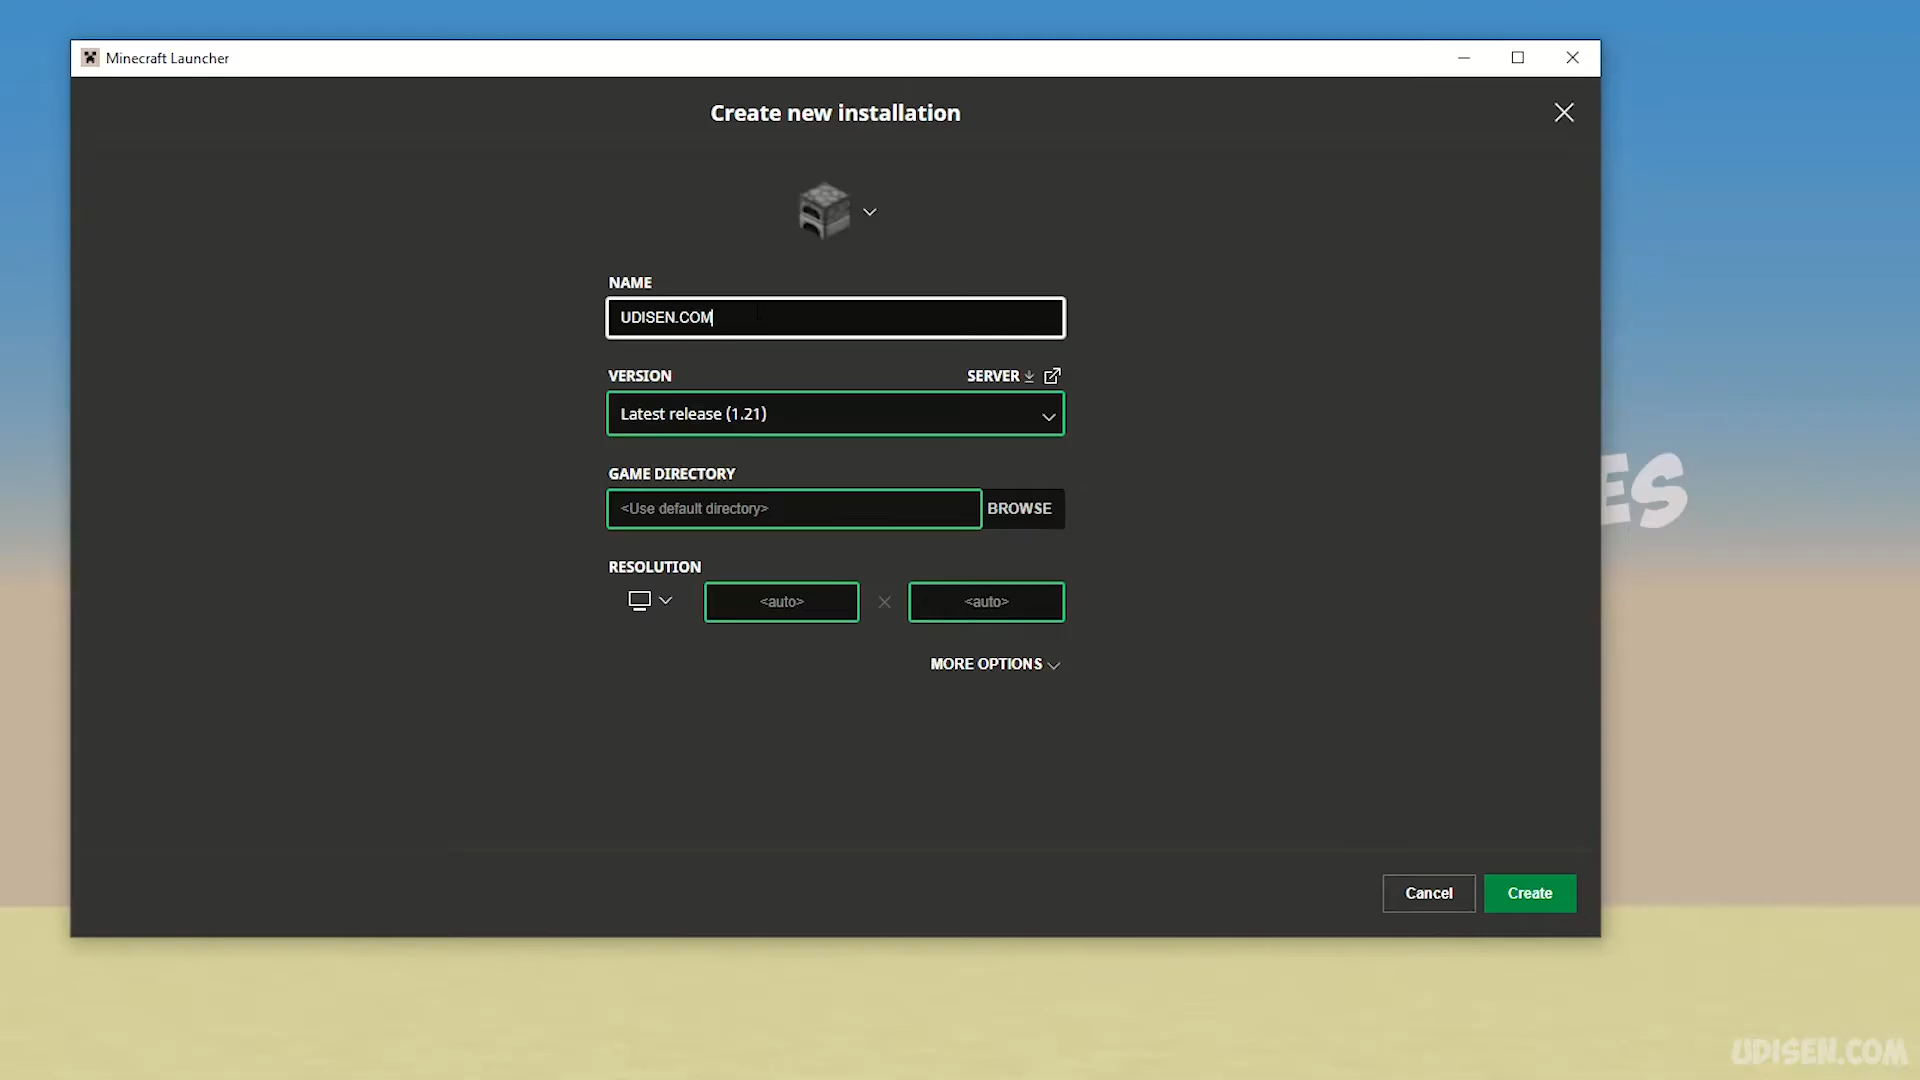 Minecraft Launcher
Create new installation
NAME
UDISEN.COM
VERSION
SERVER
Latest release (1.21)
GAME DIRECTORY
<Use default directory>
BROWSE
RESOLUTION
<auto>
<auto>
MORE OPTIONS
ES
Cancel
Create
UDISEN.COM